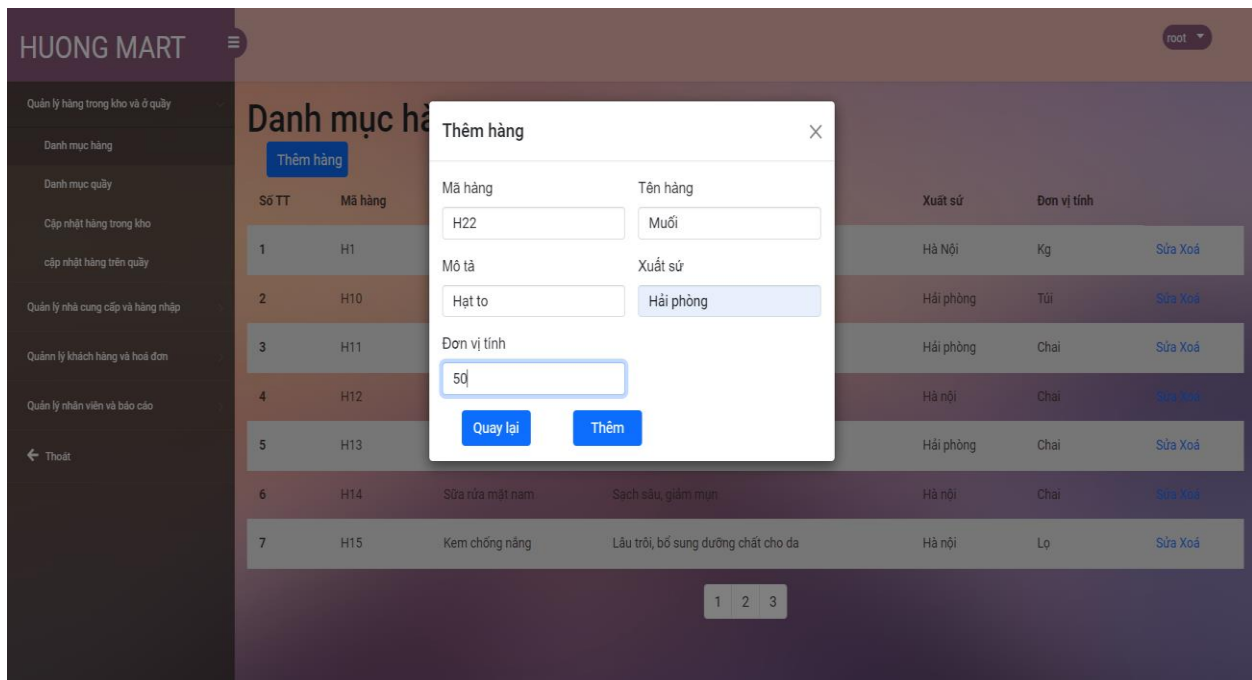 HUONG MART
root
Quản lý hàng trong kho và ở quầy
Danh mục hàng
Danh mục quầy
Cập nhật hàng trong kho
cập nhật hàng trên quầy
Quản lý nhà cung cấp và hàng nhập
Quảnn lý khách hàng và hoá đơn
Quản lý nhân viên và báo cáo
Thoát
Danh mục hà
Thêm hàng
Số TT Mã hàng Xuất sứ Đơn vị tính
1 H1 Hà Nội Kg Sửa Xoá
2 H10 Hải phòng Túi Sửa Xoá
3 H11 Hải phòng Chai Sửa Xoá
4 H12 Hà nội Chai Sửa Xoá
5 H13 Hải phòng Chai Sửa Xoá
6 H14 Sữa rửa mặt nam Sạch sâu, giảm mụn Hà nội Chai Sửa Xoá
7 H15 Kem chống nắng Lâu trôi, bổ sung dưỡng chất cho da Hà nội Lọ Sửa Xoá
1 2 3
Thêm hàng
Mã hàng Tên hàng
H22 Muối
Mô tả Xuất sứ
Hạt to Hải phòng
Đơn vị tính
50
Quay lại Thêm